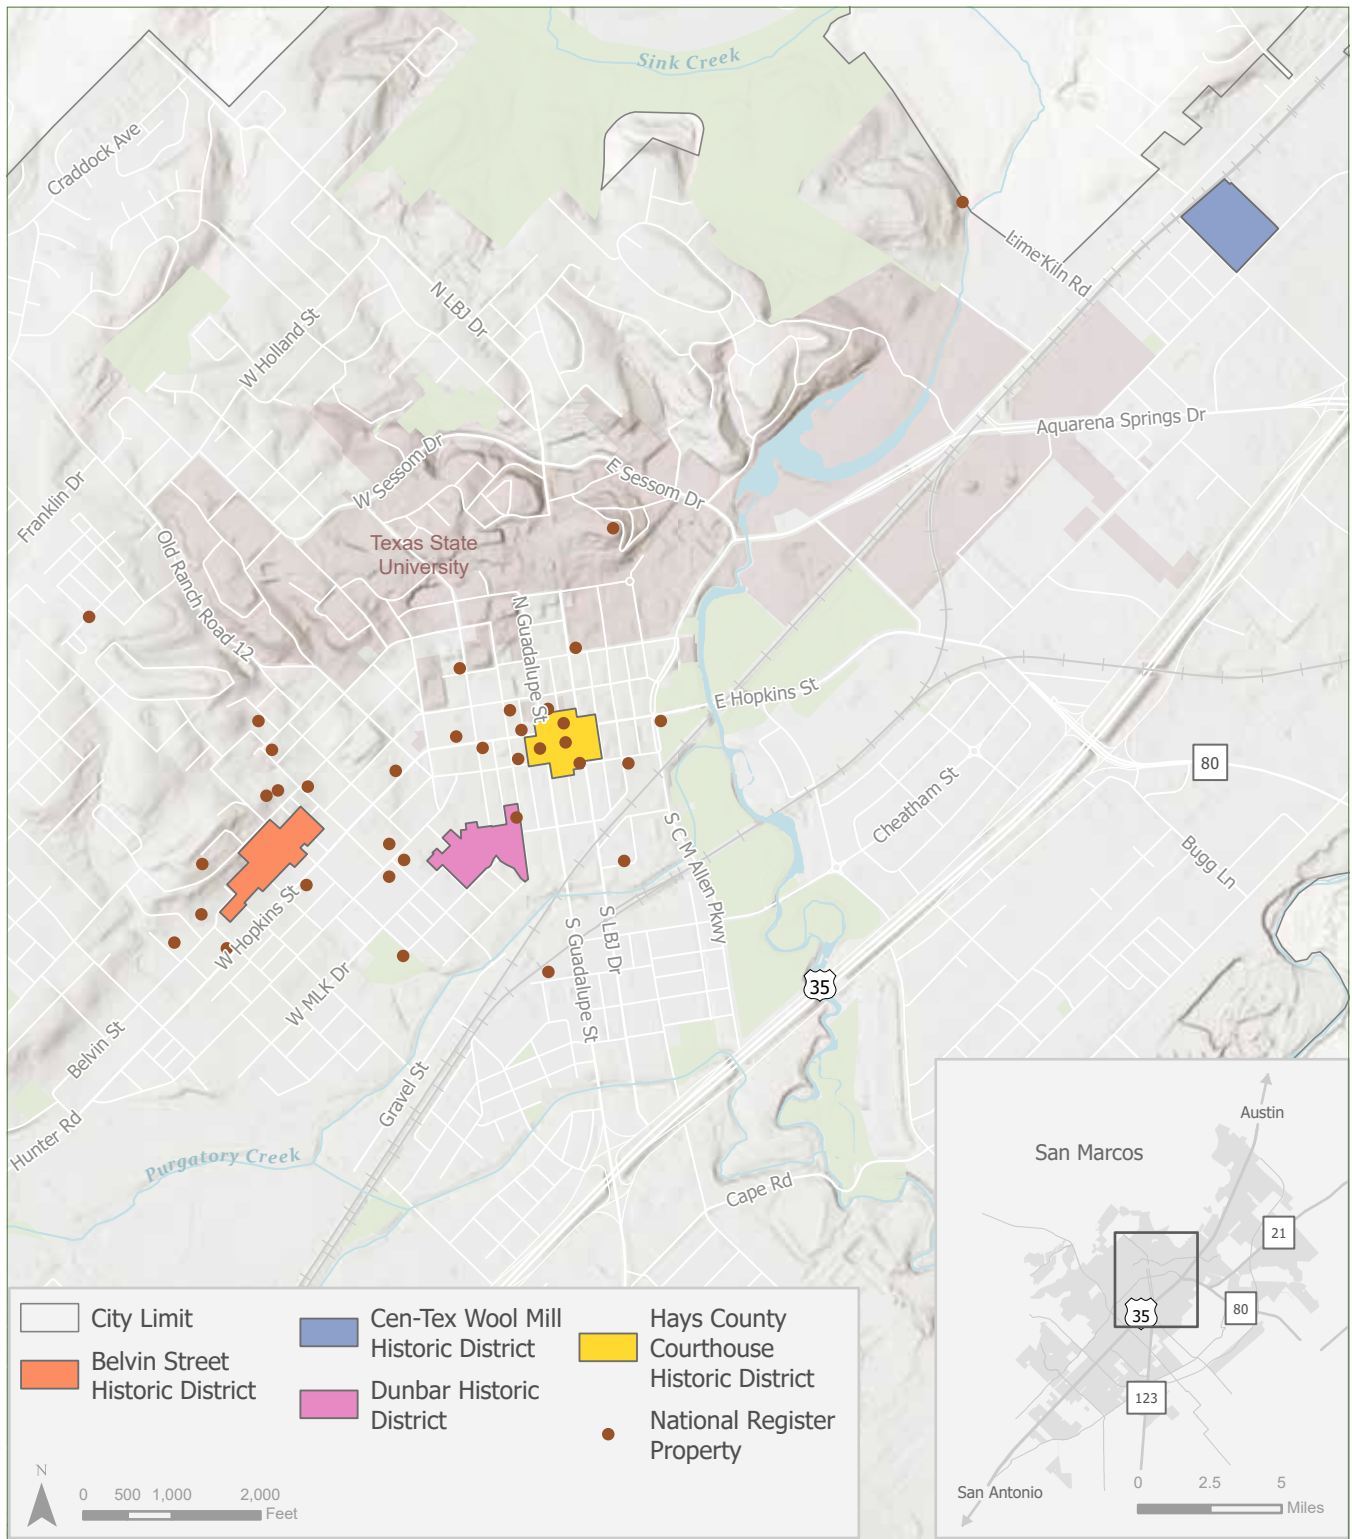 Sink Creek
Craddock Ave
Lime Kiln Rd
N LBJ Dr
W Holland St
Aquarena Springs Dr
W Sessom Dr
E Sessom Dr
Franklin Dr
Texas State
University
Old Ranch Road 12
N Guadalupe St
E Hopkins St
80
Cheatham St
S C M Allen Pkwy
Bugg Ln
W Hopkins St
S LBJ Dr
S Guadalupe St
35
W MLK Dr
Belvin St
Gravel St
Hunter Rd
Purgatory Creek
Cape Rd
Austin
San Marcos
21
80
35
123
San Antonio
0 2.5 5
Miles
City Limit
Belvin Street
Historic District
Cen-Tex Wool Mill
Historic District
Dunbar Historic
District
Hays County
Courthouse
Historic District
National Register
Property
N
0 500 1,000 2,000
Feet